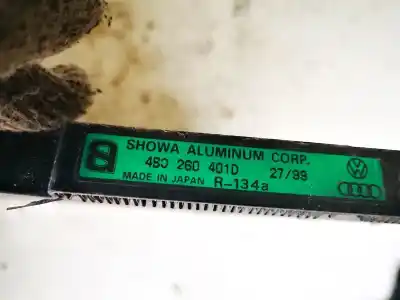 SHOWA ALUMINUM CORP.
4B0 260 401D 27/99
MADE IN JAPAN R-134a